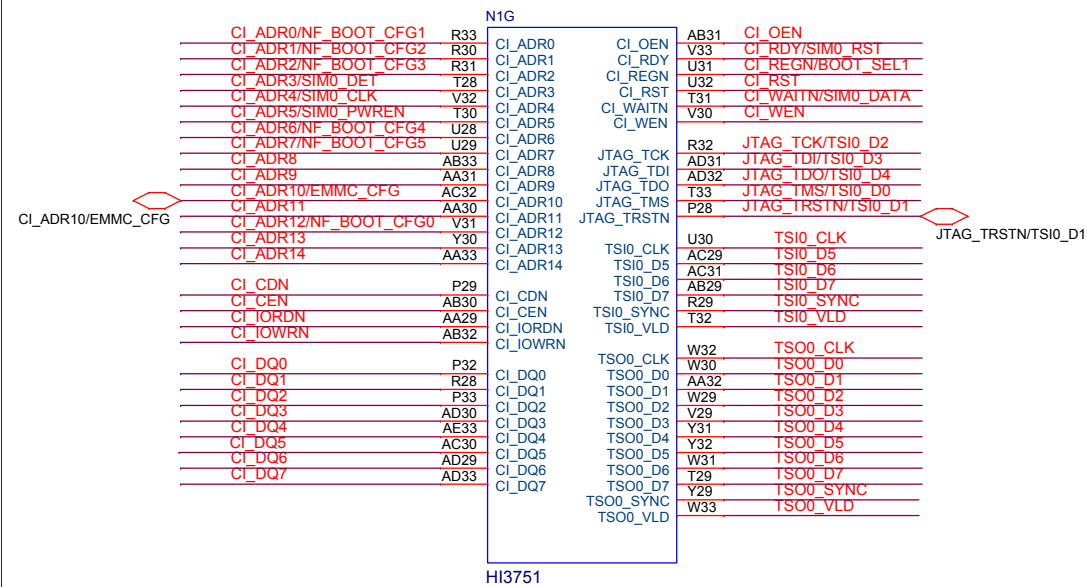 N1G
CI_ADR0/NF_BOOT_CFG1 R33 CI_ADR0 CI_OEN AB31 CI_OEN
CI_ADR1/NF_BOOT_CFG2 R30 CI_ADR1 CI_RDY V33 CI_RDY/SIM0_RST
CI_ADR2/NF_BOOT_CFG3 R31 CI_ADR2 CI_REGN U31 CI_REGN/BOOT_SEL1
CI_ADR3/SIM0_DET T28 CI_ADR3 CI_RST U32 CI_RST
CI_ADR4/SIM0_CLK V32 CI_ADR4 CI_WAITN T31 CI_WAITN/SIM0_DATA
CI_ADR5/SIM0_PWREN T30 CI_ADR5 CI_WEN V30 CI_WEN
CI_ADR6/NF_BOOT_CFG4 U28 CI_ADR6
CI_ADR7/NF_BOOT_CFG5 U29 CI_ADR7 JTAG_TCK R32 JTAG_TCK/TSI0_D2
CI_ADR8 AB33 CI_ADR8 JTAG_TDI AD31 JTAG_TDI/TSI0_D3
CI_ADR9 AA31 CI_ADR9 JTAG_TDO AD32 JTAG_TDO/TSI0_D4
CI_ADR10/EMMC_CFG AC32 CI_ADR10 JTAG_TMS T33 JTAG_TMS/TSI0_D0
CI_ADR11 AA30 CI_ADR11 JTAG_TRSTN P28 JTAG_TRSTN/TSI0_D1
CI_ADR10/EMMC_CFG
JTAG_TRSTN/TSI0_D1
CI_ADR12/NF_BOOT_CFG0 V31 CI_ADR12
CI_ADR13 Y30 CI_ADR13 TSI0_CLK U30 TSI0_CLK
CI_ADR14 AA33 CI_ADR14 TSI0_D5 AC29 TSI0_D5
TSI0_D6 AC31 TSI0_D6
CI_CDN P29 CI_CDN TSI0_D7 AB29 TSI0_D7
CI_CEN AB30 CI_CEN TSI0_SYNC R29 TSI0_SYNC
CI_IORDN AA29 CI_IORDN TSI0_VLD T32 TSI0_VLD
CI_IOWRN AB32 CI_IOWRN
TSO0_CLK W32 TSO0_CLK
CI_DQ0 P32 CI_DQ0 TSO0_D0 W30 TSO0_D0
CI_DQ1 R28 CI_DQ1 TSO0_D1 AA32 TSO0_D1
CI_DQ2 P33 CI_DQ2 TSO0_D2 W29 TSO0_D2
CI_DQ3 AD30 CI_DQ3 TSO0_D3 V29 TSO0_D3
CI_DQ4 AE33 CI_DQ4 TSO0_D4 Y31 TSO0_D4
CI_DQ5 AC30 CI_DQ5 TSO0_D5 Y32 TSO0_D5
CI_DQ6 AD29 CI_DQ6 TSO0_D6 W31 TSO0_D6
CI_DQ7 AD33 CI_DQ7 TSO0_D7 T29 TSO0_D7
TSO0_SYNC Y29 TSO0_SYNC
TSO0_VLD W33 TSO0_VLD
HI3751